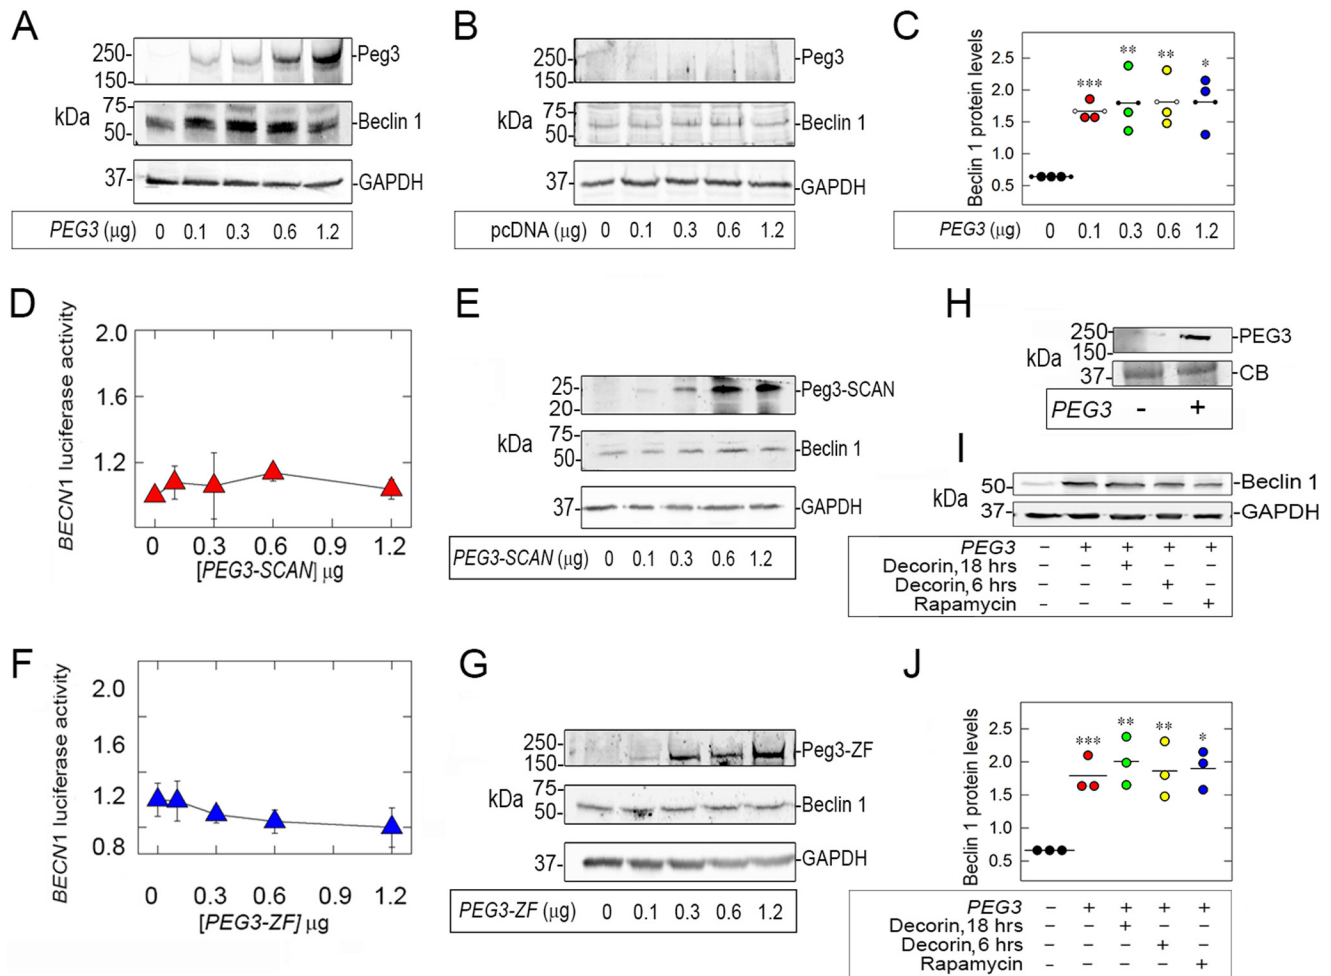 A
250-
150-
-Peg3
kDa
75-
50-
-Beclin 1
37-
-GAPDH
PEG3 (μg) 0 0.1 0.3 0.6 1.2
B
250-
150-
Peg3
kDa
75-
50-
-Beclin 1
37-
-GAPDH
pcDNA (μg) 0 0.1 0.3 0.6 1.2
C
Beclin 1 protein levels
2.5
2.0
1.5
1.0
0.5
*** ** ** *
PEG3 (μg) 0 0.1 0.3 0.6 1.2
D
BECN1 luciferase activity
2.0
1.6
1.2
0 0.3 0.6 0.9 1.2
[PEG3-SCAN] μg
E
25-
20-
-Peg3-SCAN
kDa
75-
50-
-Beclin 1
37-
-GAPDH
PEG3-SCAN (μg) 0 0.1 0.3 0.6 1.2
F
BECN1 luciferase activity
2.0
1.6
1.2
0.8
0 0.3 0.6 0.9 1.2
[PEG3-ZF] μg
G
250-
150-
-Peg3-ZF
kDa
75-
50-
-Beclin 1
37-
-GAPDH
PEG3-ZF (μg) 0 0.1 0.3 0.6 1.2
H
250-
150-
-PEG3
kDa
37-
-CB
PEG3 - +
I
kDa
50-
-Beclin 1
37-
-GAPDH
PEG3 – + + + +
Decorin, 18 hrs – – + – –
Decorin, 6 hrs – – – + –
Rapamycin – – – – +
J
Beclin 1 protein levels
2.5
2.0
1.5
1.0
0.5
*** ** ** *
PEG3 – + + + +
Decorin, 18 hrs – – + – –
Decorin, 6 hrs – – – + –
Rapamycin – – – – +